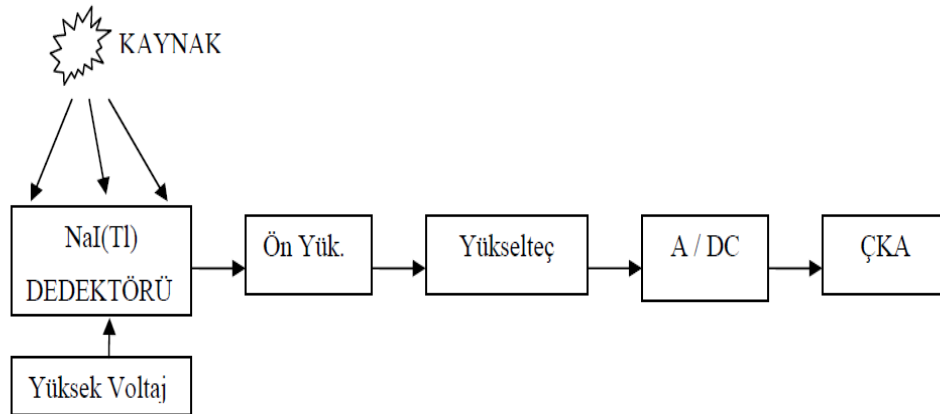 KAYNAK
NaI(Tl)
DEDEKTÖRÜ
Ön Yük.
Yükselteç
A / DC
ÇKA
Yüksek Voltaj